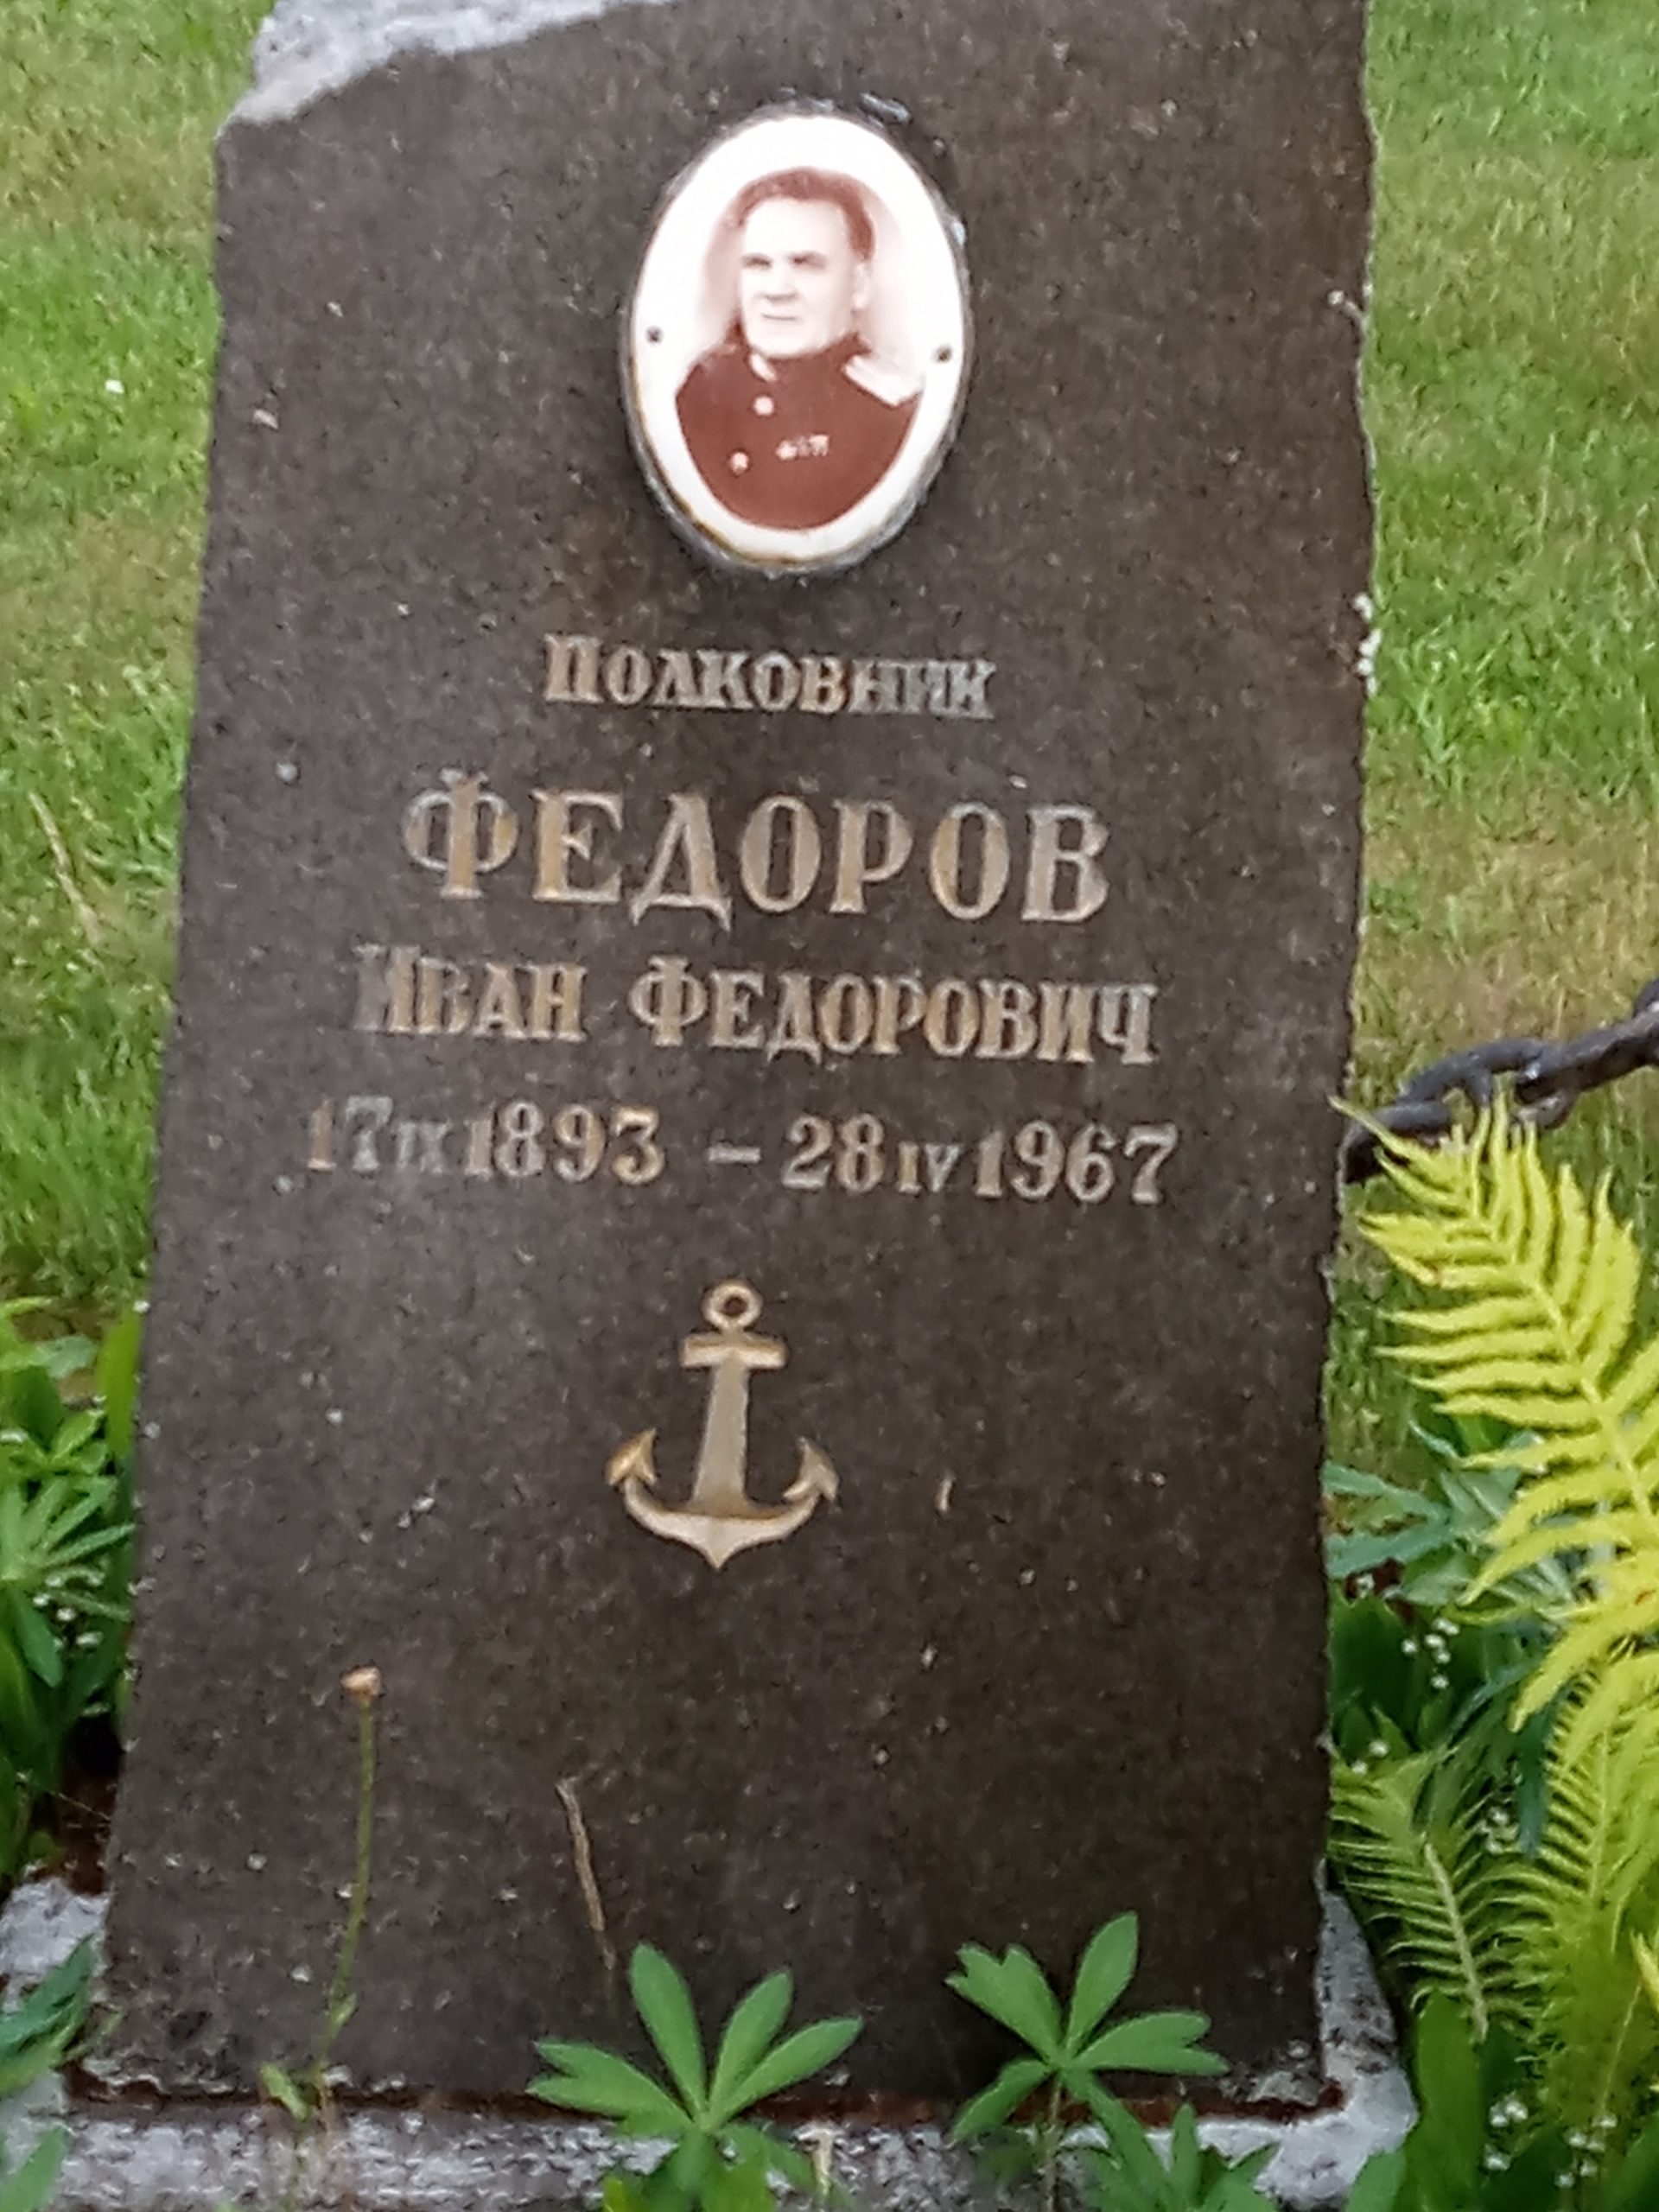 Полковник
ФЕДОРОВ
Иван Федорович
17 IX 1893 – 28 IV 1967